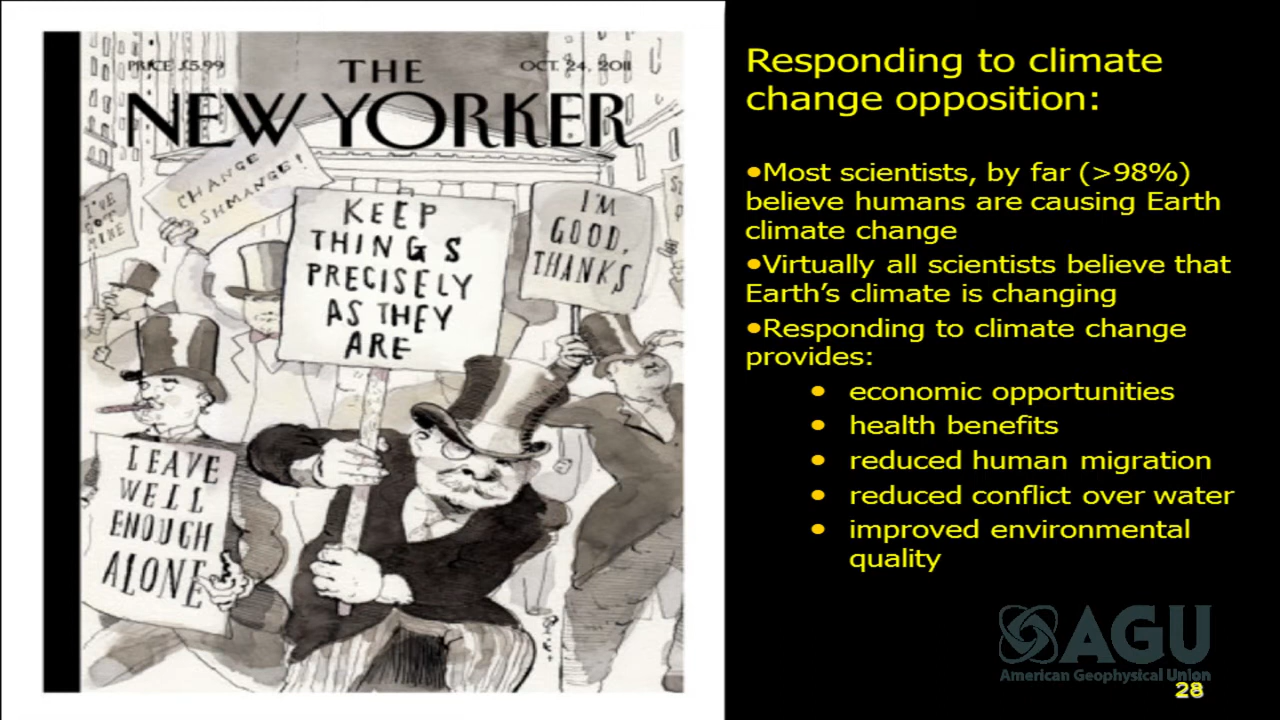 PRICE £5.99
THE
OCT. 24, 2011
NEW YORKER
CHANGE
SHMANGE!
I'VE
GOT
MINE
KEEP
THINGS
PRECISELY
AS THEY
ARE
I'M
GOOD,
THANKS
LEAVE
WELL
ENOUGH
ALONE
Responding to climate
change opposition:
•Most scientists, by far (>98%)
believe humans are causing Earth
climate change
•Virtually all scientists believe that
Earth’s climate is changing
•Responding to climate change
provides:
• economic opportunities
• health benefits
• reduced human migration
• reduced conflict over water
• improved environmental
quality
AGU
American Geophysical Union
28